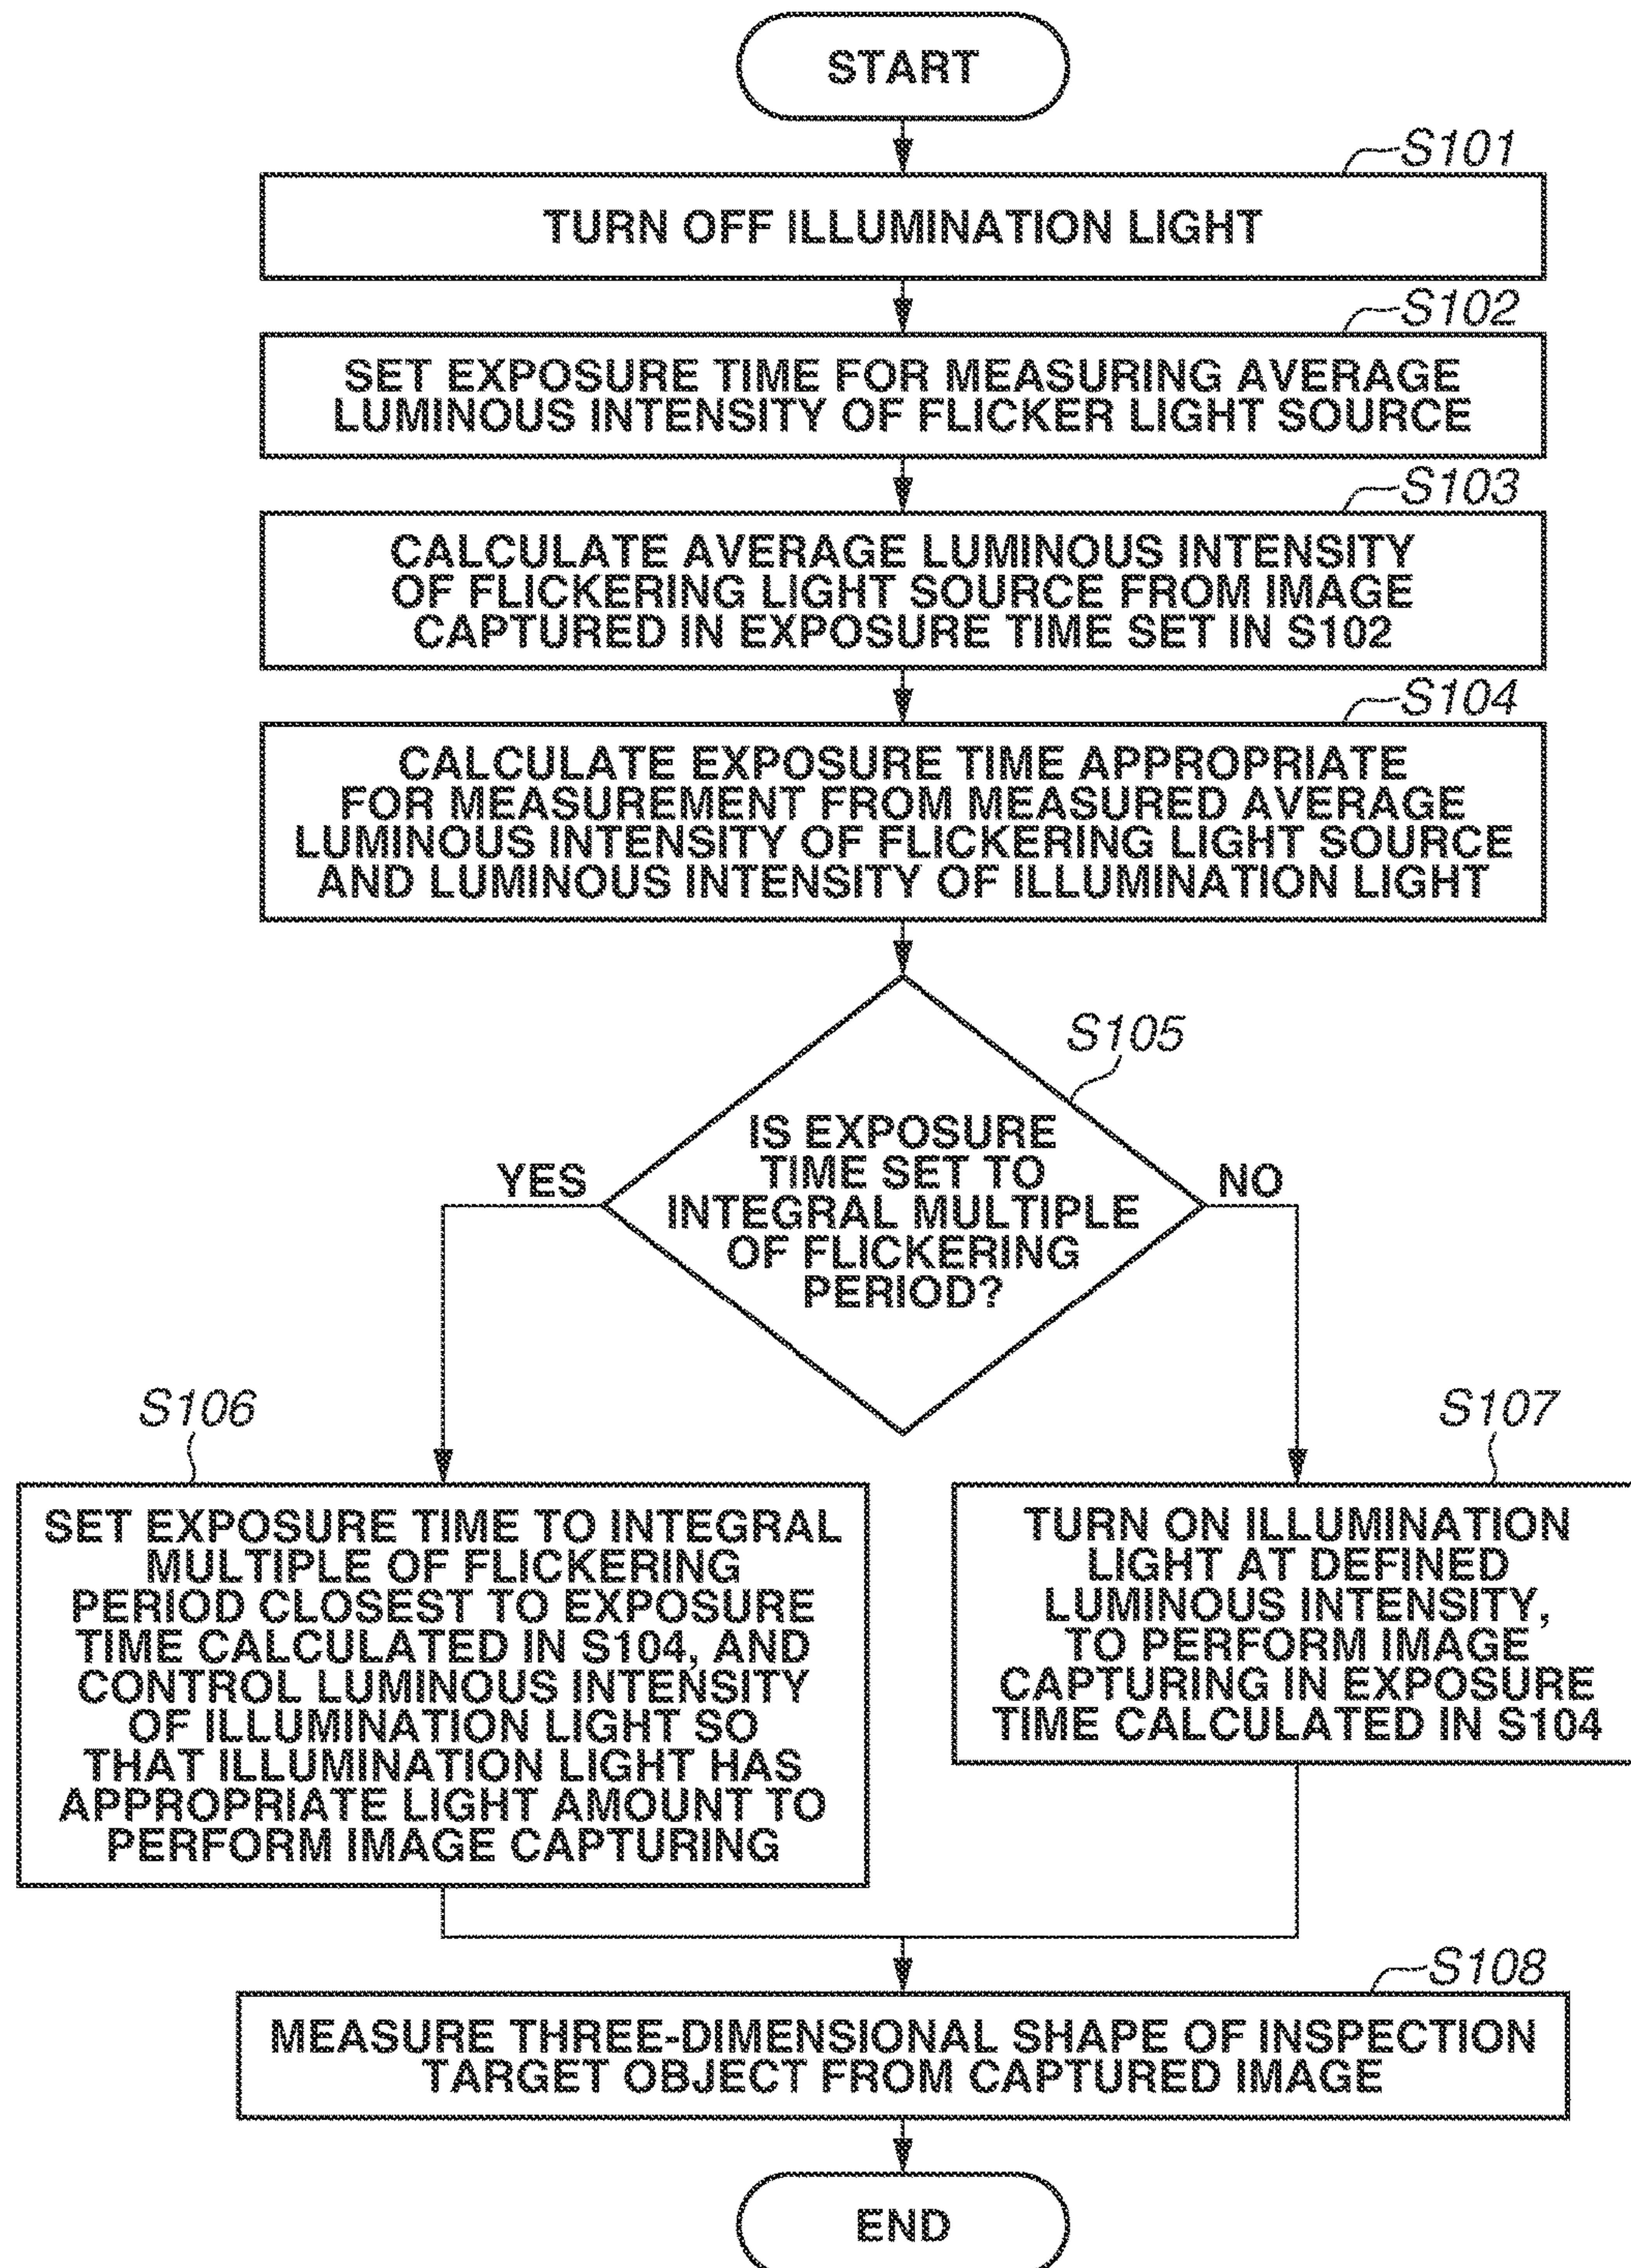 START
S101
TURN OFF ILLUMINATION LIGHT
S102
SET EXPOSURE TIME FOR MEASURING AVERAGE
LUMINOUS INTENSITY OF FLICKER LIGHT SOURCE
S103
CALCULATE AVERAGE LUMINOUS INTENSITY
OF FLICKERING LIGHT SOURCE FROM IMAGE
CAPTURED IN EXPOSURE TIME SET IN S102
S104
CALCULATE EXPOSURE TIME APPROPRIATE
FOR MEASUREMENT FROM MEASURED AVERAGE
LUMINOUS INTENSITY OF FLICKERING LIGHT SOURCE
AND LUMINOUS INTENSITY OF ILLUMINATION LIGHT
S105
IS EXPOSURE
TIME SET TO
INTEGRAL MULTIPLE
OF FLICKERING
PERIOD?
YES
NO
S106
SET EXPOSURE TIME TO INTEGRAL
MULTIPLE OF FLICKERING
PERIOD CLOSEST TO EXPOSURE
TIME CALCULATED IN S104, AND
CONTROL LUMINOUS INTENSITY
OF ILLUMINATION LIGHT SO
THAT ILLUMINATION LIGHT HAS
APPROPRIATE LIGHT AMOUNT TO
PERFORM IMAGE CAPTURING
S107
TURN ON ILLUMINATION
LIGHT AT DEFINED
LUMINOUS INTENSITY,
TO PERFORM IMAGE
CAPTURING IN EXPOSURE
TIME CALCULATED IN S104
S108
MEASURE THREE-DIMENSIONAL SHAPE OF INSPECTION
TARGET OBJECT FROM CAPTURED IMAGE
END